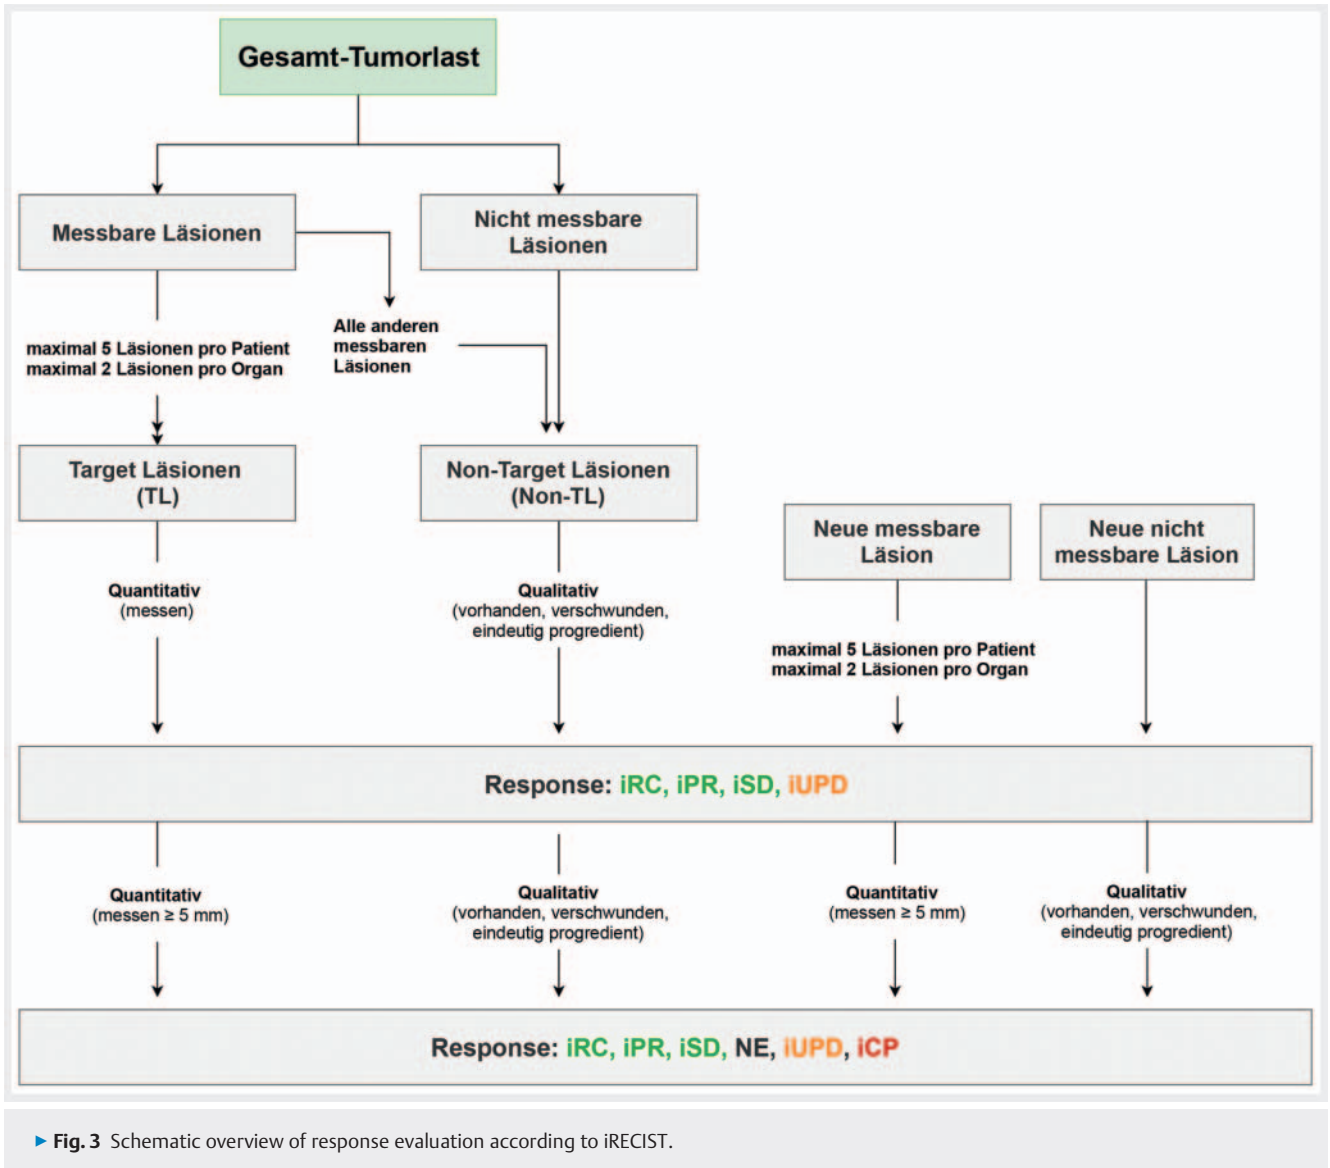 Gesamt-Tumorlast
Messbare Läsionen
Nicht messbare
Läsionen
Alle anderen
messbaren
Läsionen
maximal 5 Läsionen pro Patient
maximal 2 Läsionen pro Organ
Target Läsionen
(TL)
Non-Target Läsionen
(Non-TL)
Neue messbare
Läsion
Neue nicht
messbare Läsion
Quantitativ
(messen)
Qualitativ
(vorhanden, verschwunden,
eindeutig progredient)
maximal 5 Läsionen pro Patient
maximal 2 Läsionen pro Organ
Response: iRC, iPR, iSD, iUPD
Quantitativ
(messen ≥ 5 mm)
Qualitativ
(vorhanden, verschwunden,
eindeutig progredient)
Quantitativ
(messen ≥ 5 mm)
Qualitativ
(vorhanden, verschwunden,
eindeutig progredient)
Response: iRC, iPR, iSD, NE, iUPD, iCP
▶ Fig. 3 Schematic overview of response evaluation according to iRECIST.